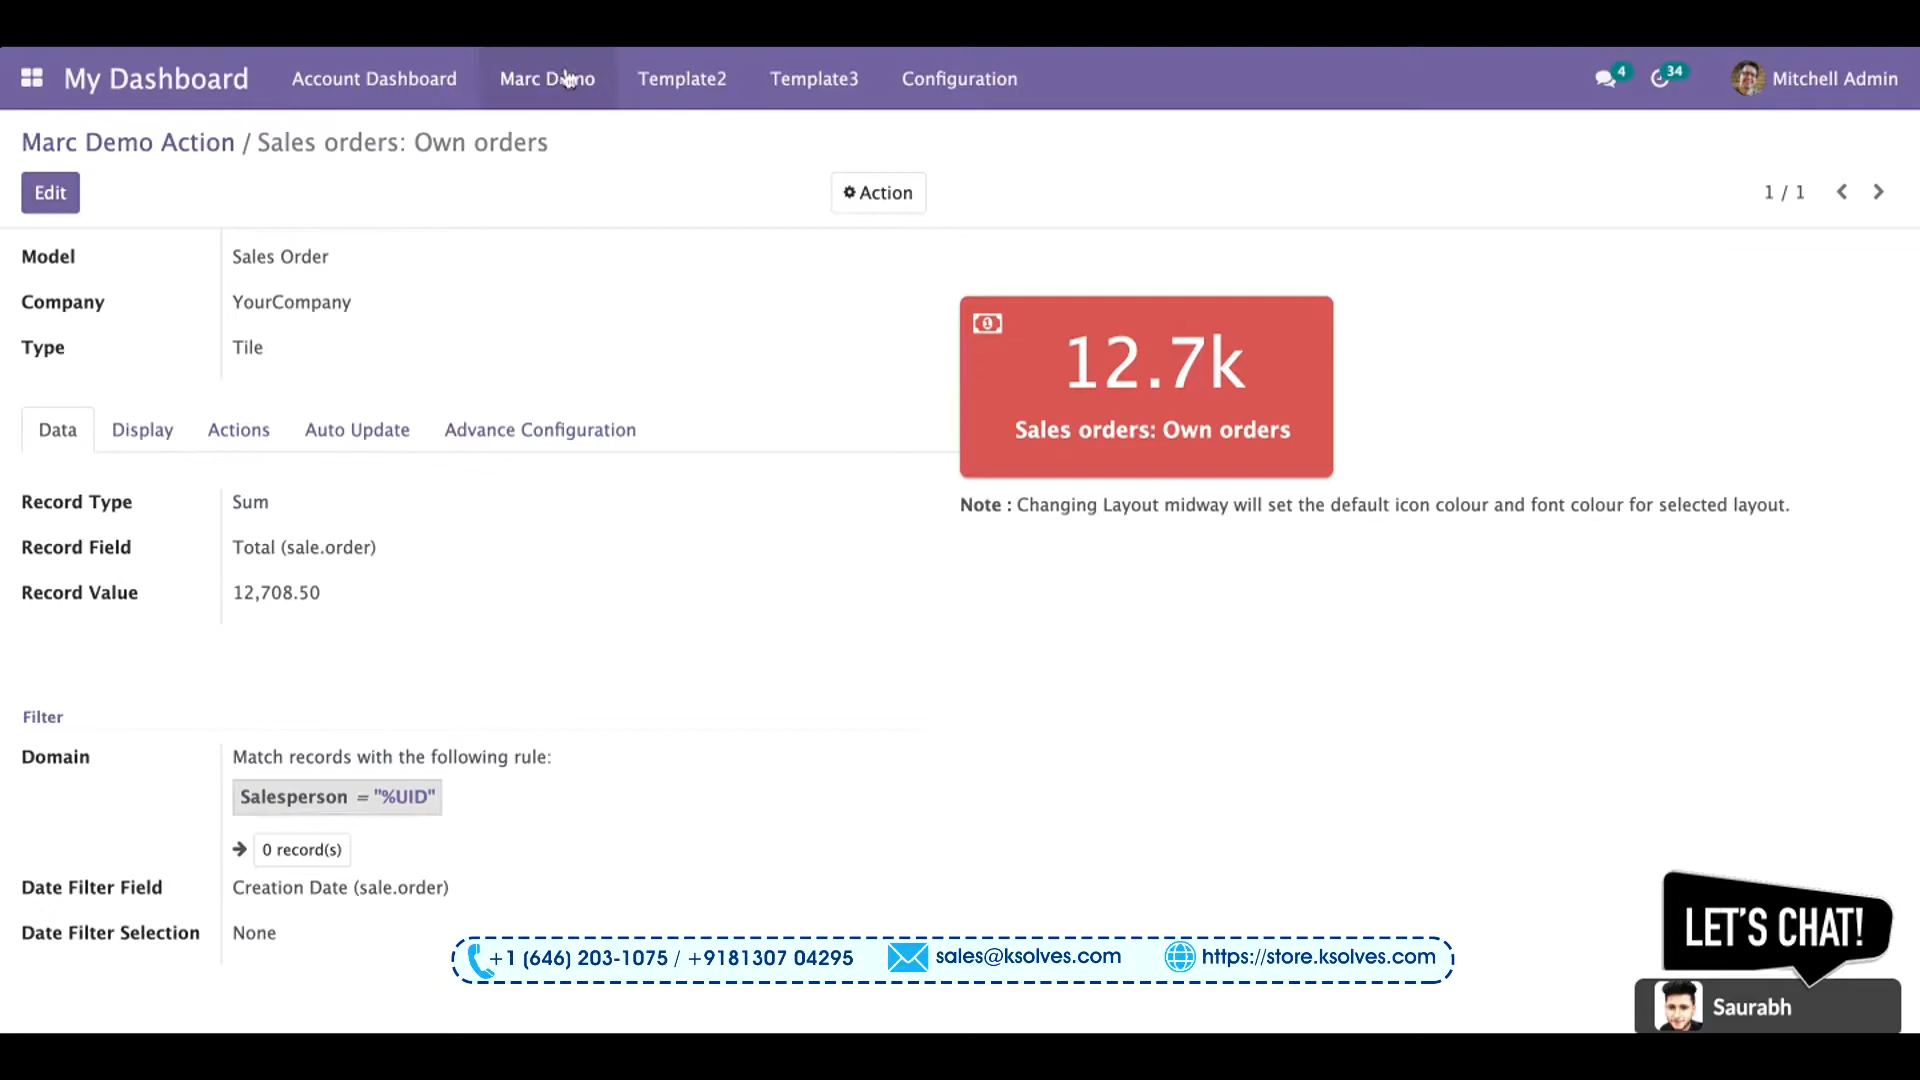 My Dashboard Account Dashboard Marc Demo Template2 Template3 Configuration 4 34 Mitchell Admin
Marc Demo Action / Sales orders: Own orders
Edit Action 1 / 1
Model Sales Order
Company YourCompany
Type Tile
12.7k
Sales orders: Own orders
Data Display Actions Auto Update Advance Configuration
Note : Changing Layout midway will set the default icon colour and font colour for selected layout.
Record Type Sum
Record Field Total (sale.order)
Record Value 12,708.50
Filter
Domain Match records with the following rule:
Salesperson = "%UID"
0 record(s)
Date Filter Field Creation Date (sale.order)
Date Filter Selection None
+1 (646) 203-1075 / +9181307 04295 sales@ksolves.com https://store.ksolves.com
LET'S CHAT!
Saurabh